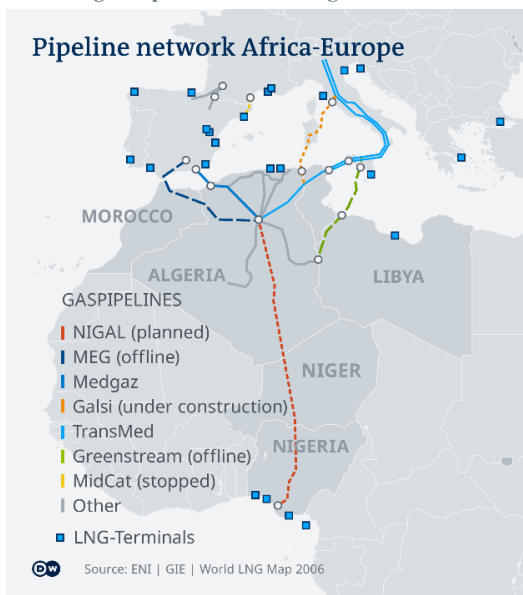 Pipeline network Africa-Europe
MOROCCO
ALGERIA
LIBYA
NIGER
NIGERIA
GASPIPELINES
NIGAL (planned)
MEG (offline)
Medgaz
Galsi (under construction)
TransMed
Greenstream (offline)
MidCat (stopped)
Other
LNG-Terminals
DW Source: ENI | GIE | World LNG Map 2006